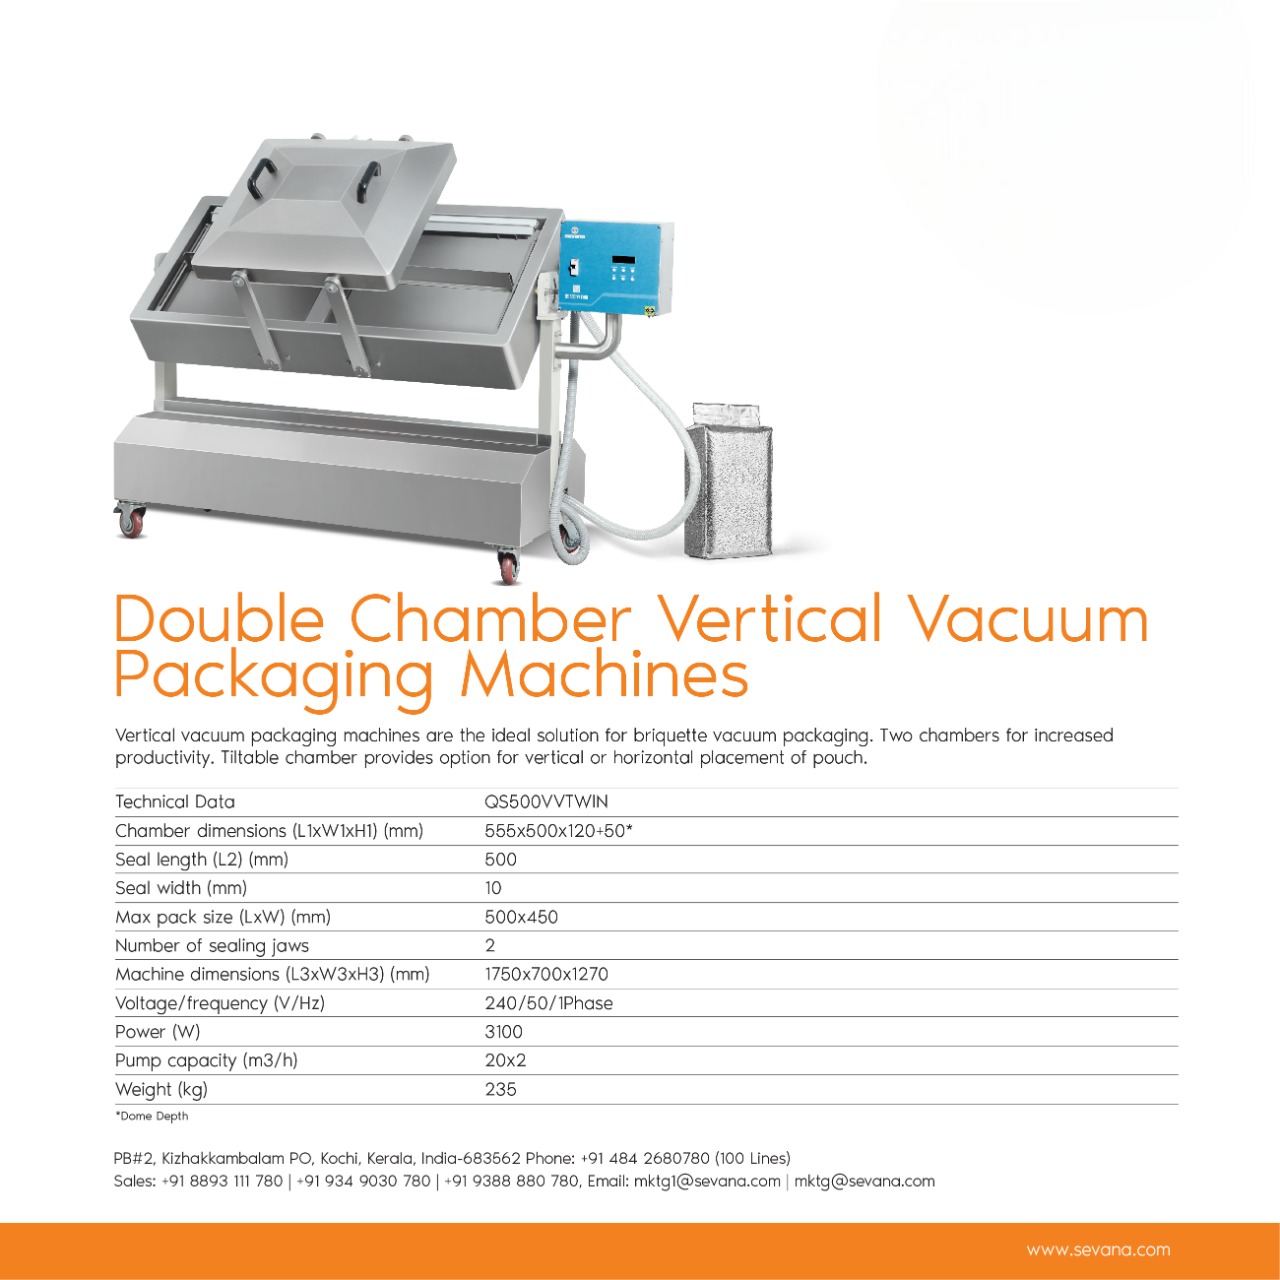 Double Chamber Vertical Vacuum
Packaging Machines
Vertical vacuum packaging machines are the ideal solution for briquette vacuum packaging. Two chambers for increased
productivity. Tiltable chamber provides option for vertical or horizontal placement of pouch.
Technical Data QS500VVTWIN
Chamber dimensions (L1xW1xH1) (mm) 555x500x120+50*
Seal length (L2) (mm) 500
Seal width (mm) 10
Max pack size (LxW) (mm) 500x450
Number of sealing jaws 2
Machine dimensions (L3xW3xH3) (mm) 1750x700x1270
Voltage/frequency (V/Hz) 240/50/1Phase
Power (W) 3100
Pump capacity (m3/h) 20x2
Weight (kg) 235
*Dome Depth
PB#2, Kizhakkambalam PO, Kochi, Kerala, India-683562 Phone: +91 484 2680780 (100 Lines)
Sales: +91 8893 111 780 | +91 934 9030 780 | +91 9388 880 780, Email: mktg1@sevana.com | mktg@sevana.com
www.sevana.com